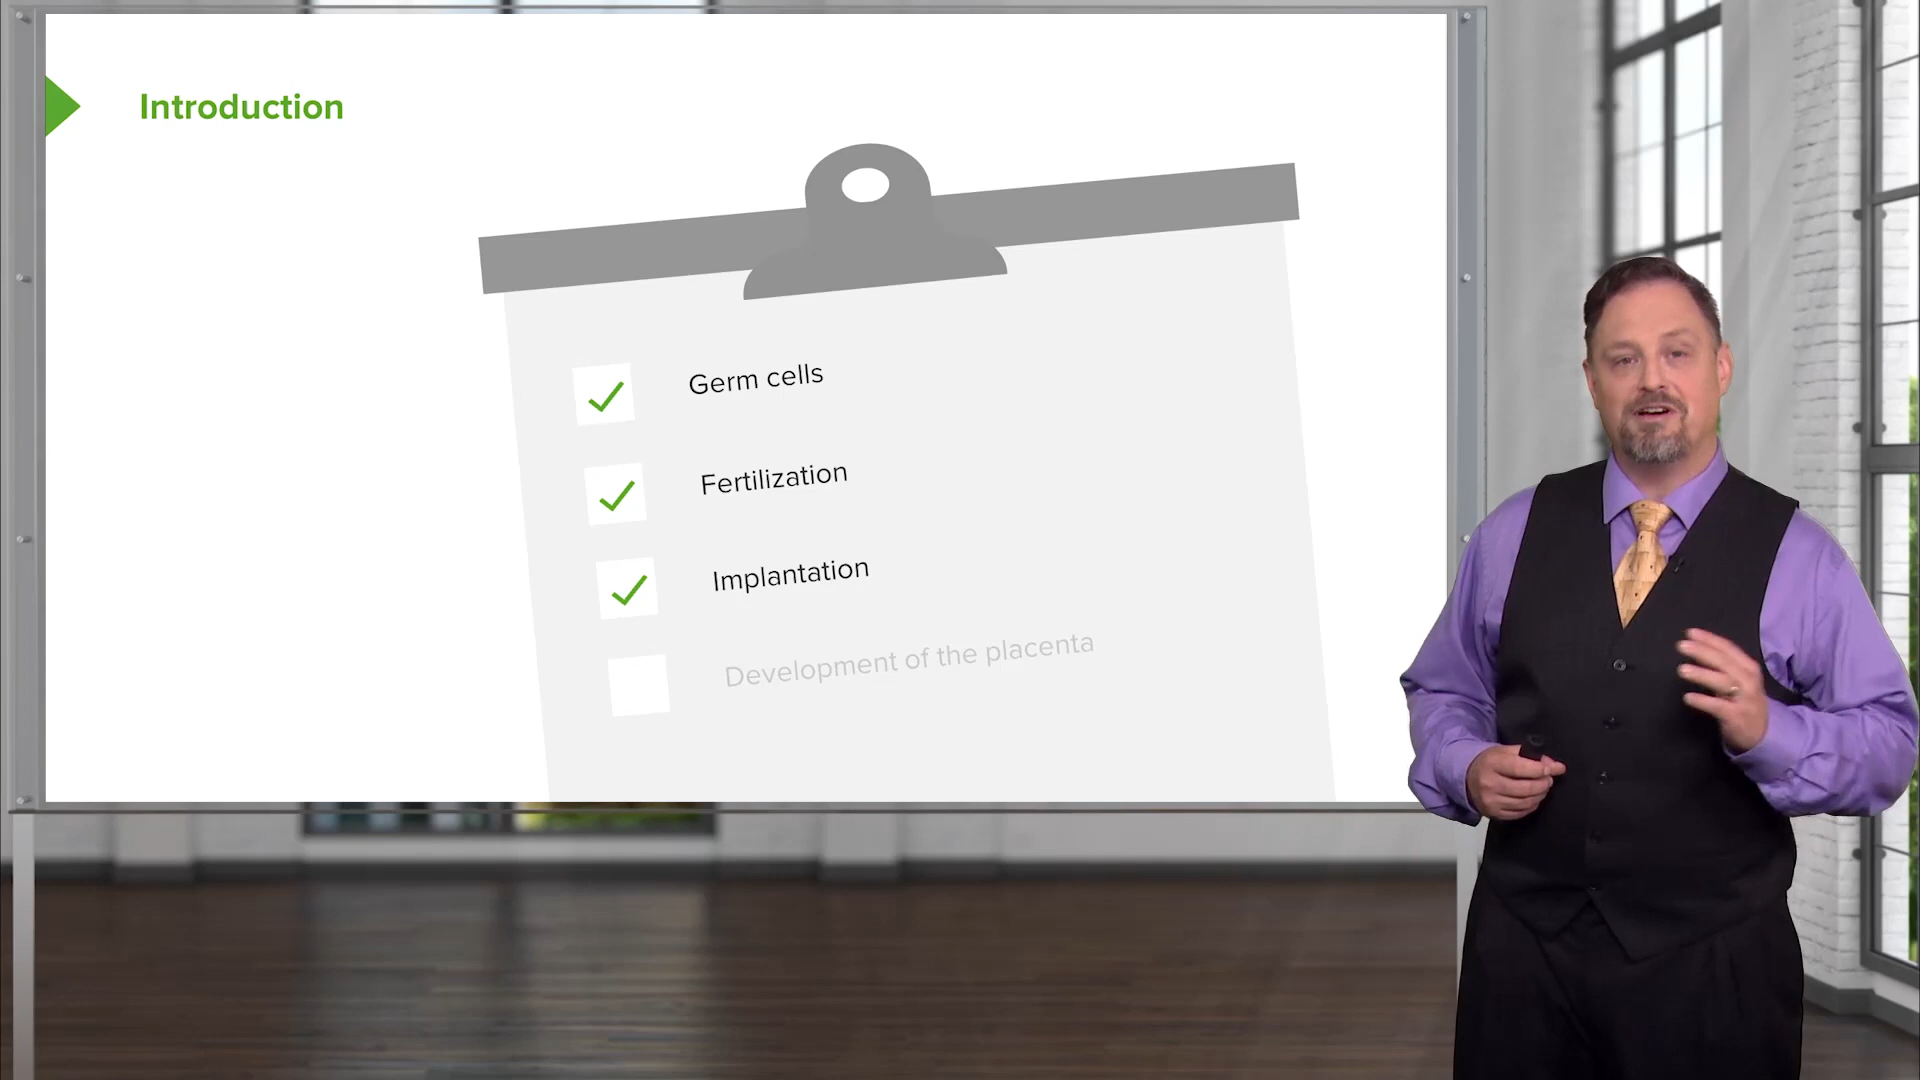 Introduction
Germ cells
Fertilization
Implantation
Development of the placenta